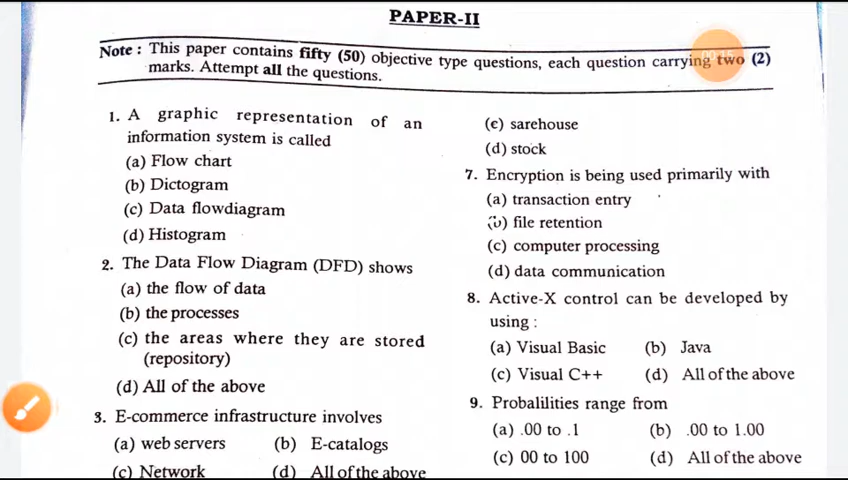 PAPER-II
Note : This paper contains fifty (50) objective type questions, each question carrying two (2)
marks. Attempt all the questions.
1. A graphic representation of an
information system is called
(a) Flow chart
(b) Dictogram
(c) Data flowdiagram
(d) Histogram
2. The Data Flow Diagram (DFD) shows
(a) the flow of data
(b) the processes
(c) the areas where they are stored
(repository)
(d) All of the above
3. E-commerce infrastructure involves
(a) web servers (b) E-catalogs
(c) Network (d) All of the above
(c) sarehouse
(d) stock
7. Encryption is being used primarily with
(a) transaction entry
(b) file retention
(c) computer processing
(d) data communication
8. Active-X control can be developed by
using :
(a) Visual Basic (b) Java
(c) Visual C++ (d) All of the above
9. Probalilities range from
(a) .00 to .1 (b) .00 to 1.00
(c) 00 to 100 (d) All of the above